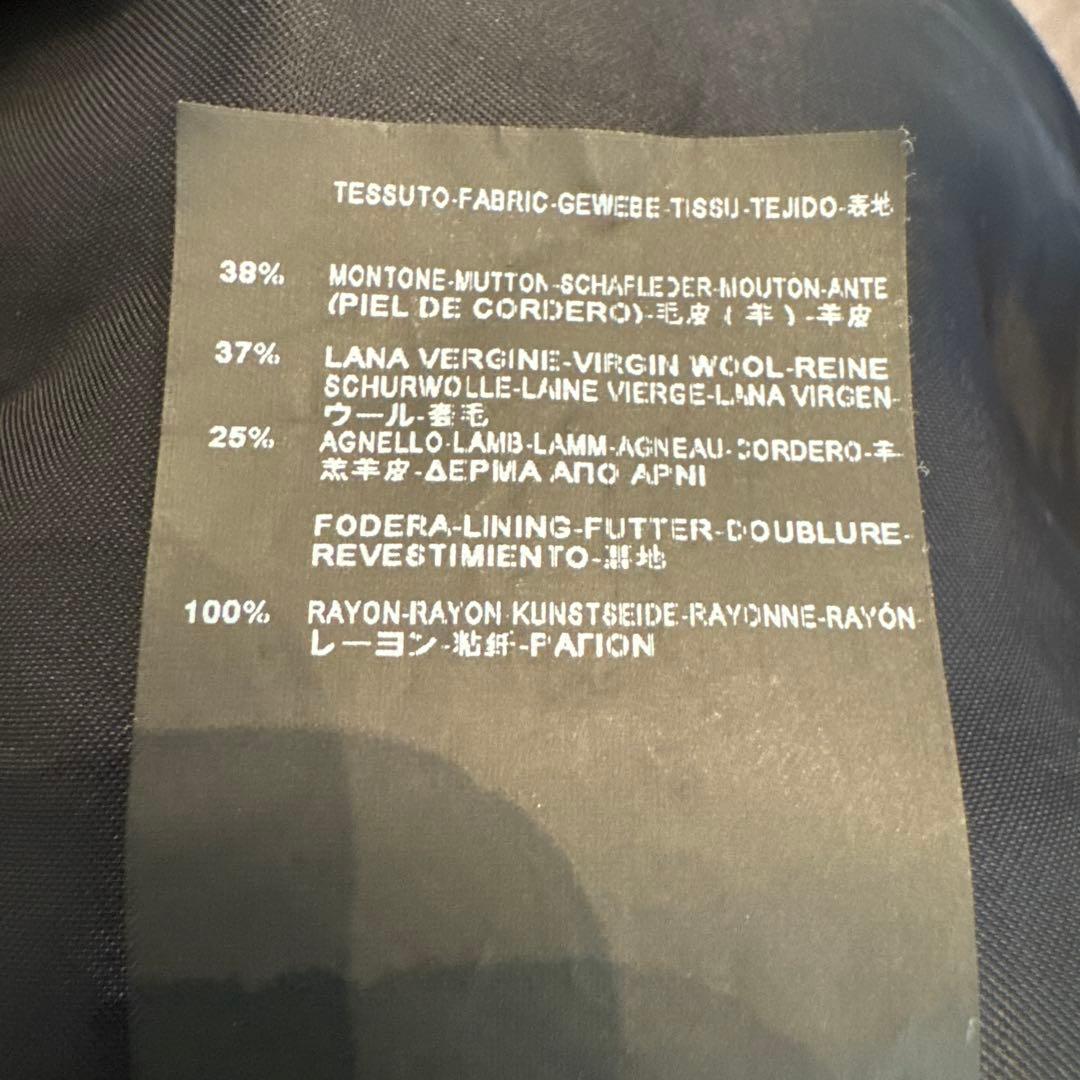 TESSUTO-FABRIC-GEWEBE-TISSU-TEJIDO-表地
38% MONTONE-MUTTON-SCHAFLEDER-MOUTON-ANTE
(PIEL DE CORDERO)-毛皮(羊)-羊皮
37% LANA VERGINE-VIRGIN WOOL-REINE
SCHURWOLLE-LAINE VIERGE-LANA VIRGEN-
ウール-羊毛
25% AGNELLO-LAMB-LAMM-AGNEAU-CORDERO-羊-
羔羊皮-ΔΕΡΜΑ ΑΠΟ ΑΡΝΙ
FODERA-LINING-FUTTER-DOUBLURE-
REVESTIMIENTO-裏地
100% RAYON-RAYON-KUNSTSEIDE-RAYONNE-RAYÓN-
レーヨン-粘纤-ΡΑΓΙΟΝ